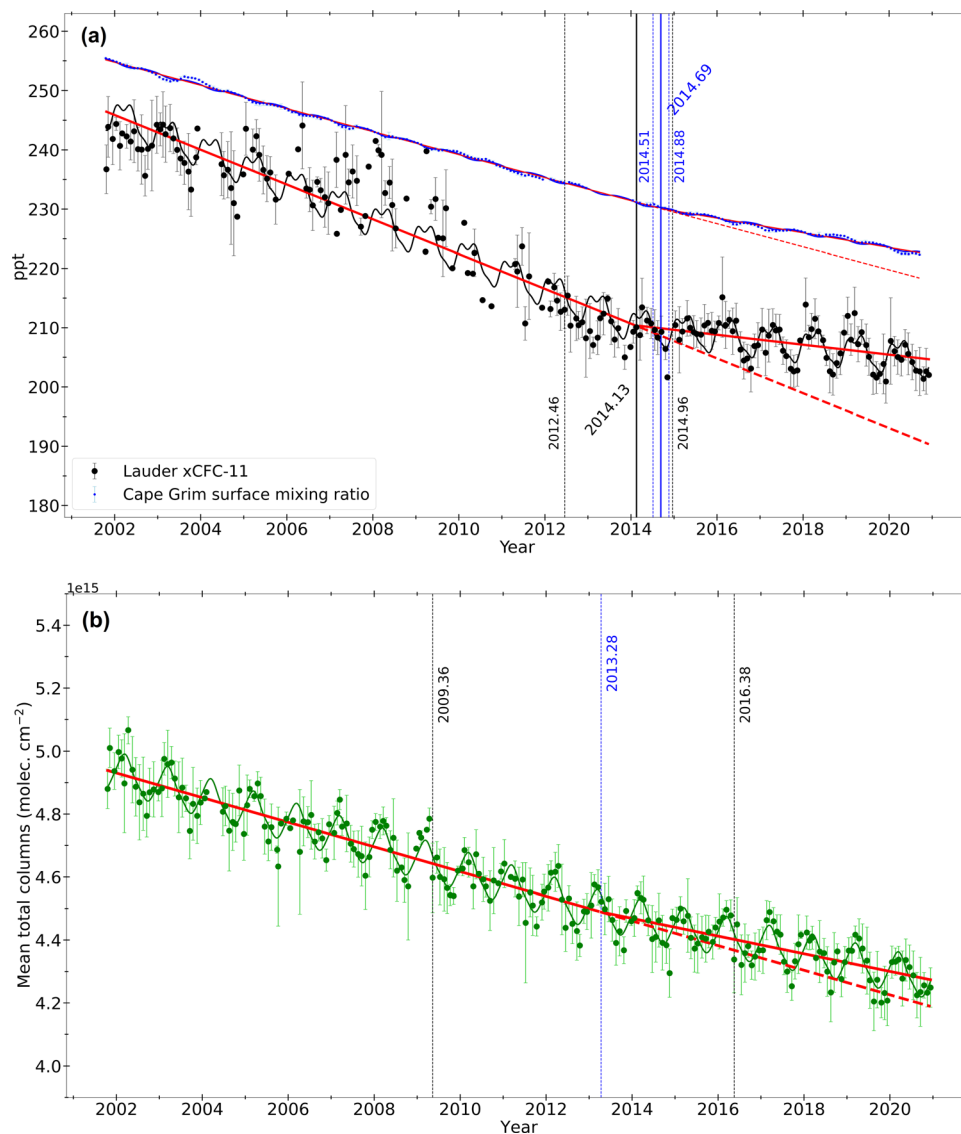 (a)
260
250
240
230
220
210
200
190
180
ppt
2014.51
2014.69
2014.88
2012.46
2014.13
2014.96
Lauder xCFC-11
Cape Grim surface mixing ratio
2002 2004 2006 2008 2010 2012 2014 2016 2018 2020
Year
1e15
(b)
5.4
5.2
5.0
4.8
4.6
4.4
4.2
4.0
Mean total columns (molec. cm⁻²)
2009.36
2013.28
2016.38
2002 2004 2006 2008 2010 2012 2014 2016 2018 2020
Year